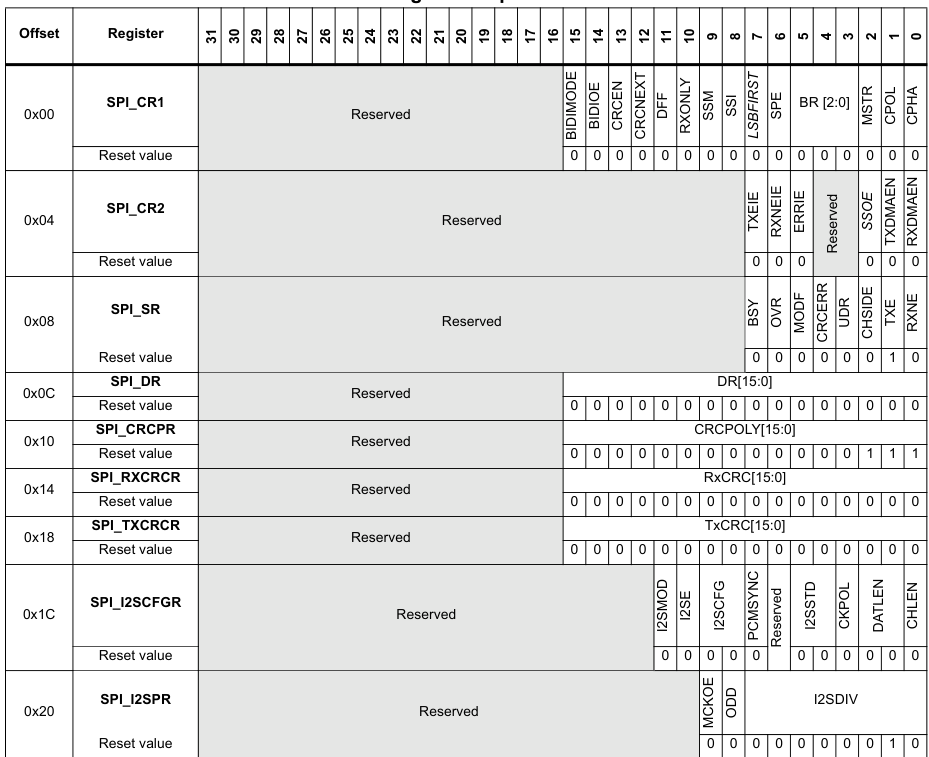 Offset Register 31 30 29 28 27 26 25 24 23 22 21 20 19 18 17 16 15 14 13 12 11 10 9 8 7 6 5 4 3 2 1 0
0x00 SPI_CR1 Reserved BIDIMODE BIDIOE CRCEN CRCNEXT DFF RXONLY SSM SSI LSBFIRST SPE BR [2:0] MSTR CPOL CPHA
Reset value 0 0 0 0 0 0 0 0 0 0 0 0 0 0 0 0
0x04 SPI_CR2 Reserved TXEIE RXNEIE ERRIE Reserved SSOE TXDMAEN RXDMAEN
Reset value 0 0 0 0 0 0
0x08 SPI_SR Reserved BSY OVR MODF CRCERR UDR CHSIDE TXE RXNE
Reset value 0 0 0 0 0 0 1 0
0x0C SPI_DR Reserved DR[15:0]
Reset value 0 0 0 0 0 0 0 0 0 0 0 0 0 0 0 0
0x10 SPI_CRCPR Reserved CRCPOLY[15:0]
Reset value 0 0 0 0 0 0 0 0 0 0 0 0 0 1 1 1
0x14 SPI_RXCRCR Reserved RxCRC[15:0]
Reset value 0 0 0 0 0 0 0 0 0 0 0 0 0 0 0 0
0x18 SPI_TXCRCR Reserved TxCRC[15:0]
Reset value 0 0 0 0 0 0 0 0 0 0 0 0 0 0 0 0
0x1C SPI_I2SCFGR Reserved I2SMOD I2SE I2SCFG PCMSYNC Reserved I2SSTD CKPOL DATLEN CHLEN
Reset value 0 0 0 0 0 0 0 0 0 0 0
0x20 SPI_I2SPR Reserved MCKOE ODD I2SDIV
Reset value 0 0 0 0 0 0 0 0 1 0